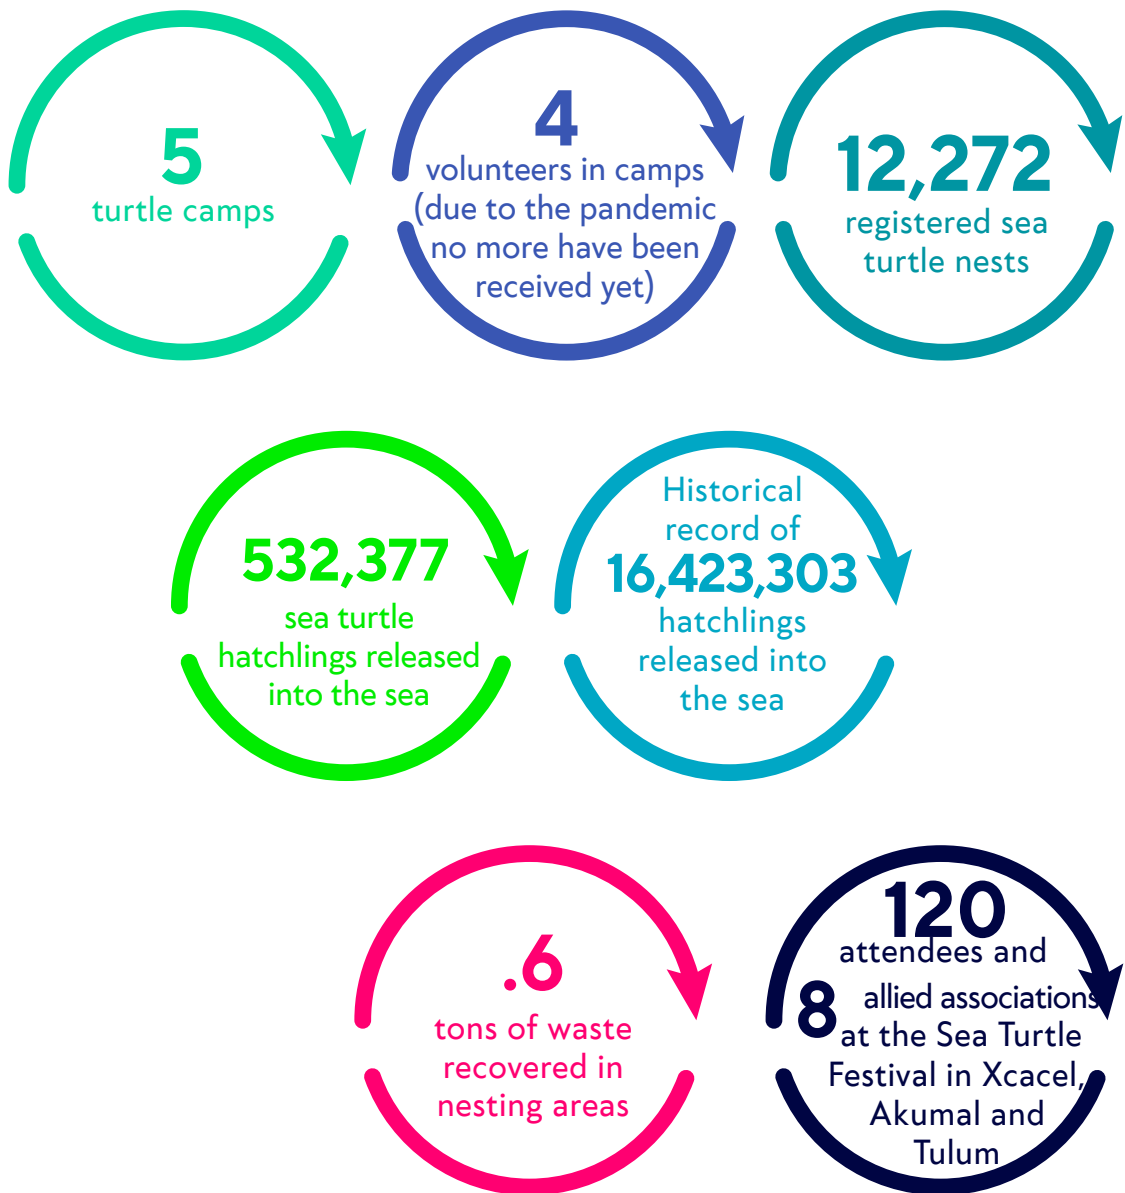 5
turtle camps
4
volunteers in camps
(due to the pandemic
no more have been
received yet)
12,272
registered sea
turtle nests
532,377
sea turtle
hatchlings released
into the sea
Historical
record of
16,423,303
hatchlings
released into
the sea
.6
tons of waste
recovered in
nesting areas
120
attendees and
8 allied associations
at the Sea Turtle
Festival in Xcacel,
Akumal and
Tulum